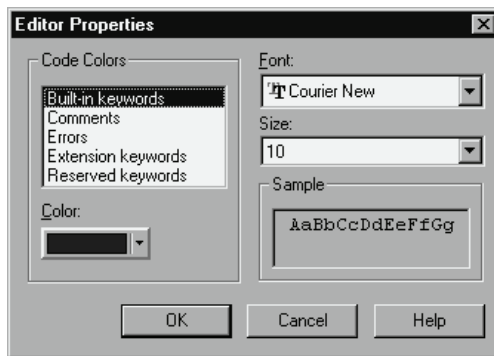 Editor Properties
Code Colors
Built-in keywords
Comments
Errors
Extension keywords
Reserved keywords
Color:
Font:
Courier New
Size:
10
Sample
AaBbCcDdEeFfGg
OK
Cancel
Help